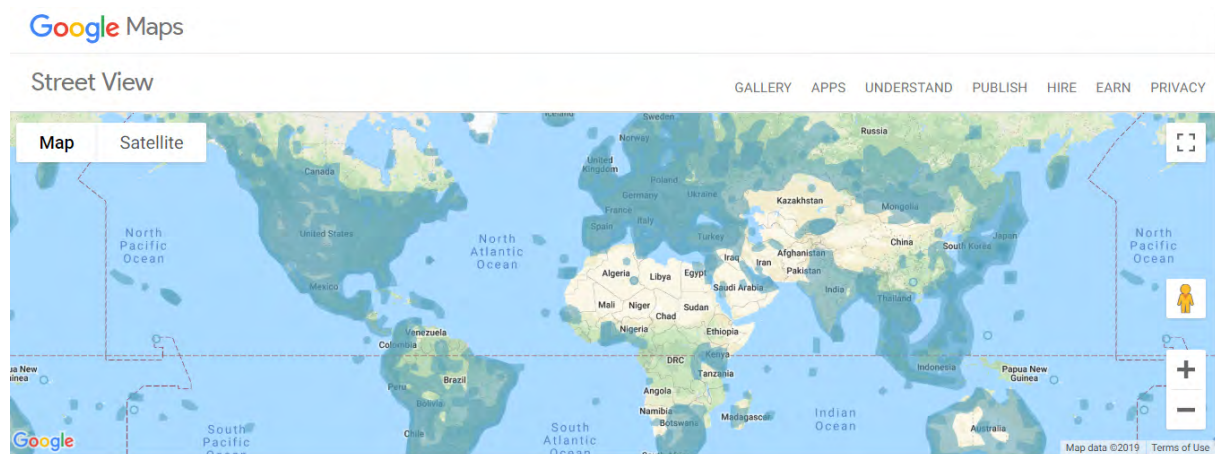 Google Maps
Street View
GALLERY APPS UNDERSTAND PUBLISH HIRE EARN PRIVACY
Map Satellite
Iceland
Sweden
Norway
Russia
Canada
United
Kingdom
Poland
Germany
Ukraine
Kazakhstan
Mongolia
France
Italy
Spain
Turkey
United States
North
Pacific
Ocean
North
Atlantic
Ocean
China
South Korea
Japan
North
Pacific
Ocean
Iraq
Iran
Afghanistan
Pakistan
Algeria
Libya
Egypt
Saudi Arabia
India
Thailand
Mexico
Mali
Niger
Chad
Sudan
Nigeria
Ethiopia
Venezuela
Colombia
DRC
Kenya
Tanzania
Indonesia
Papua New
Guinea
Peru
Brazil
Bolivia
Angola
Namibia
Botswana
Madagascar
Indian
Ocean
Australia
Chile
South
Pacific
South
Atlantic
Ocean
Google
Map data ©2019 Terms of Use